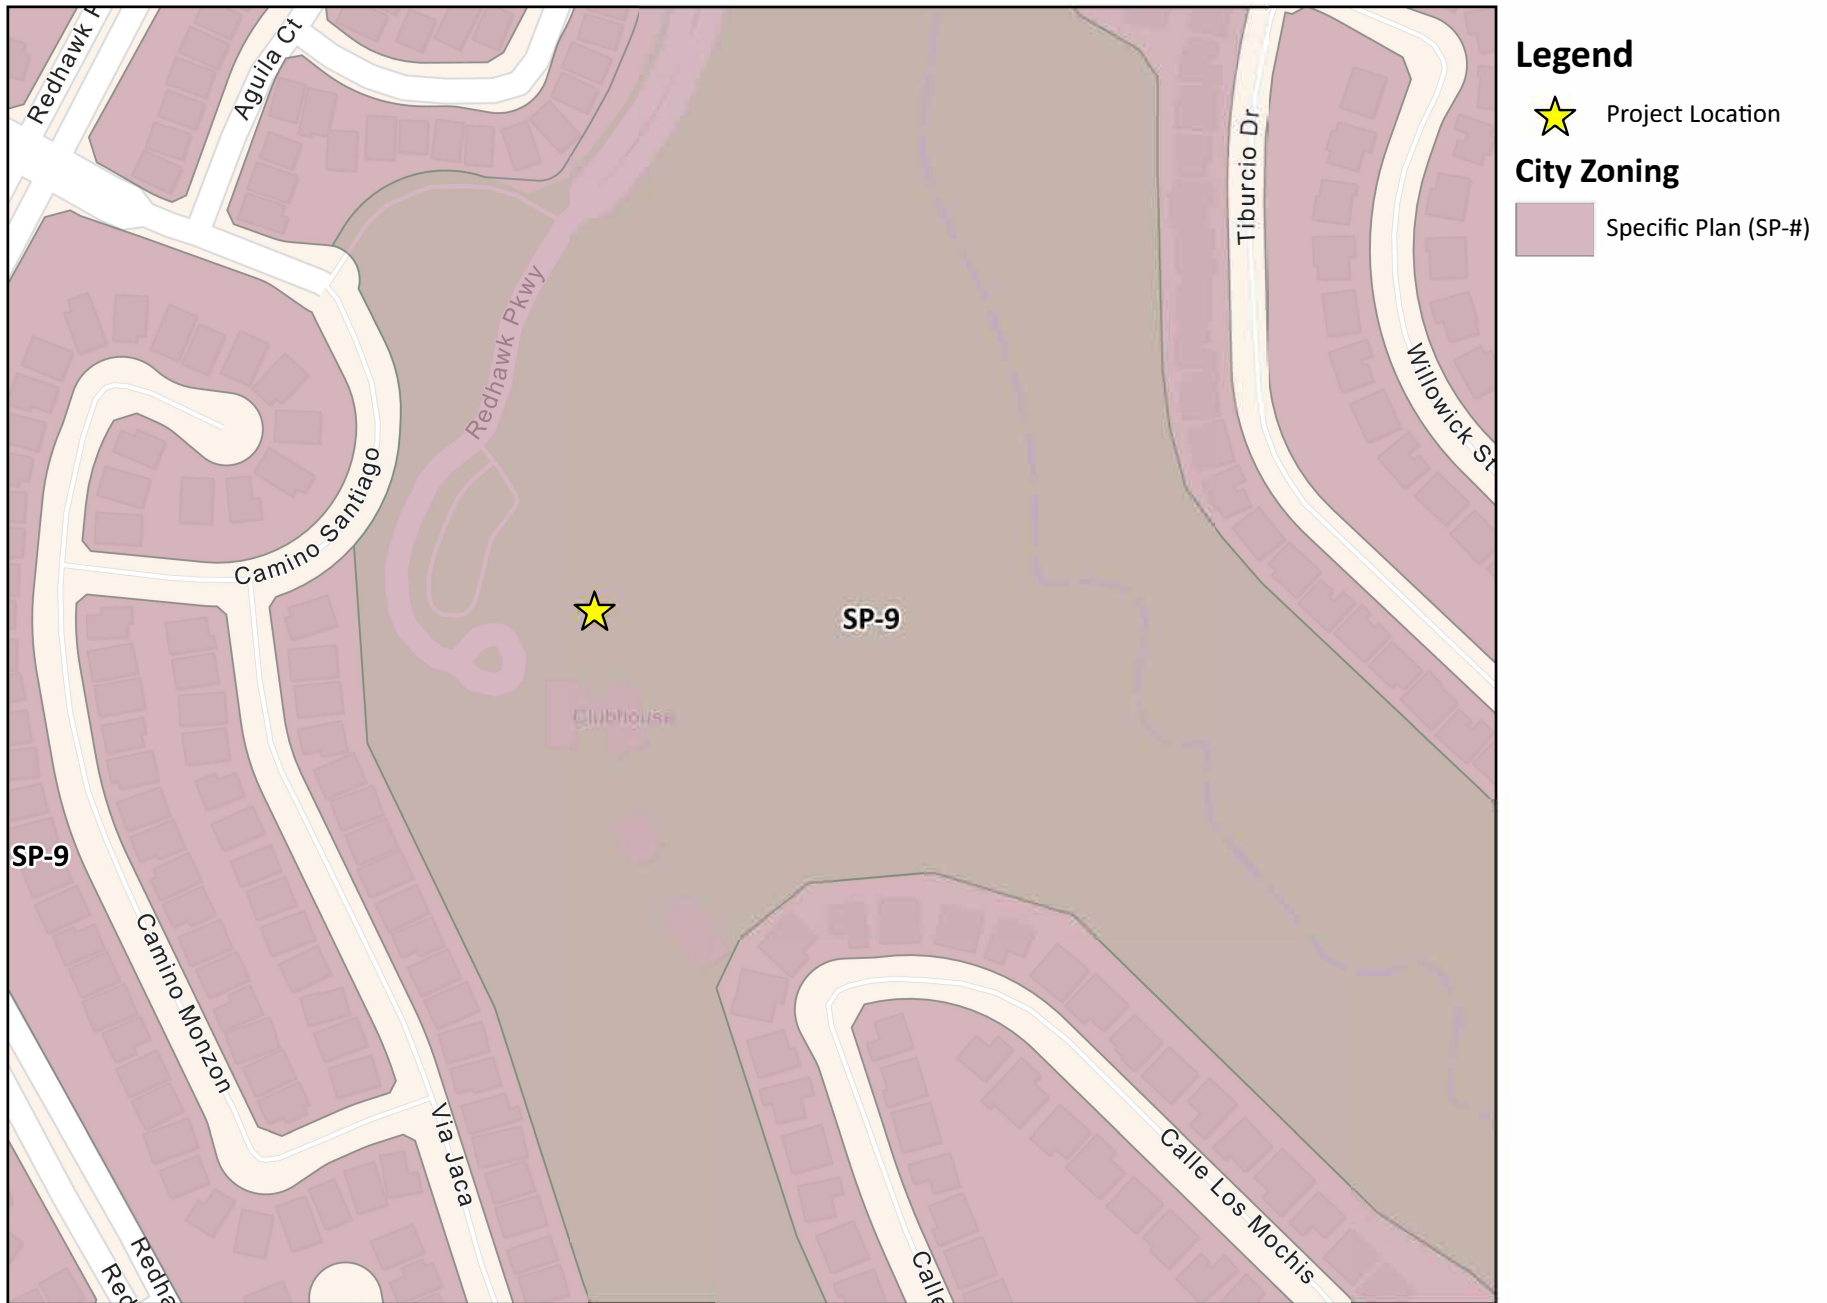 Redhawk P
Aguila Ct
Tiburcio Dr
Willowick St
Redhawk Pkwy
Camino Santiago
SP-9
Clubhouse
SP-9
Camino Monzon
Via Jaca
Calle Los Mochis
Calle
Redha
Red
Legend
Project Location
City Zoning
Specific Plan (SP-#)